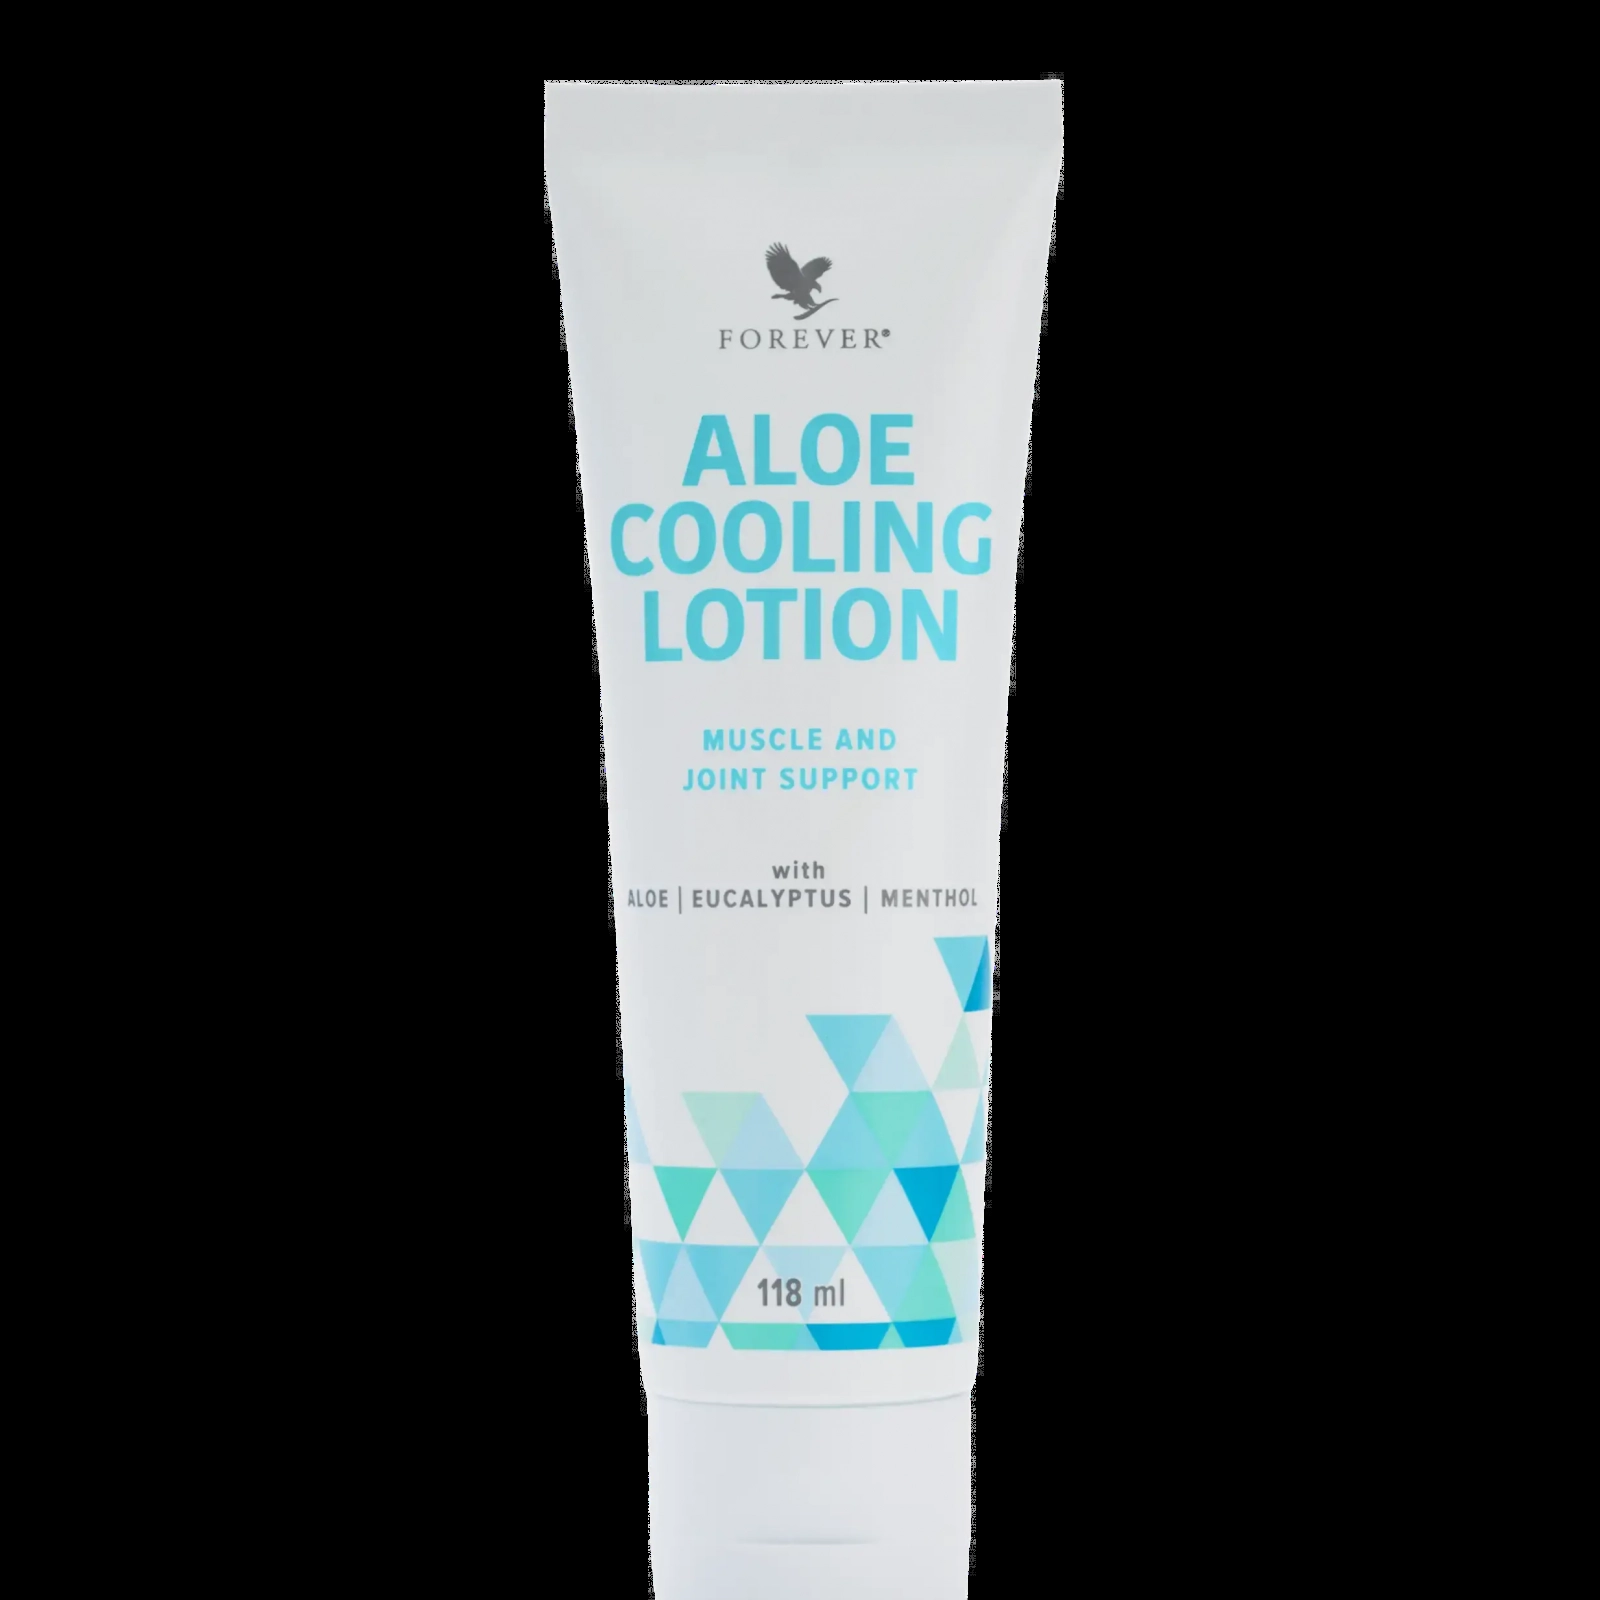 FOREVER®
ALOE
COOLING
LOTION
MUSCLE AND
JOINT SUPPORT
with
ALOE | EUCALYPTUS | MENTHOL
118 ml